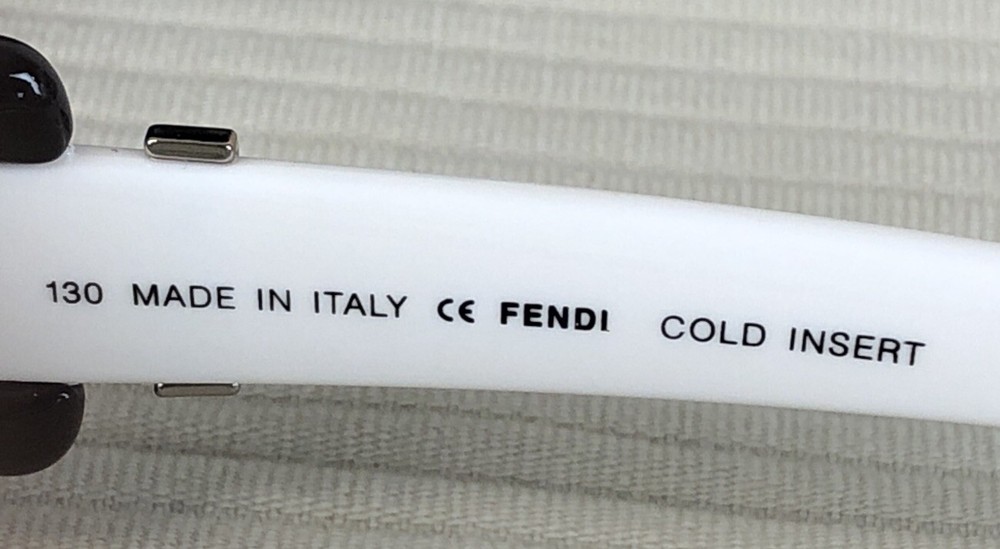 130 MADE IN ITALY CE FENDI COLD INSERT